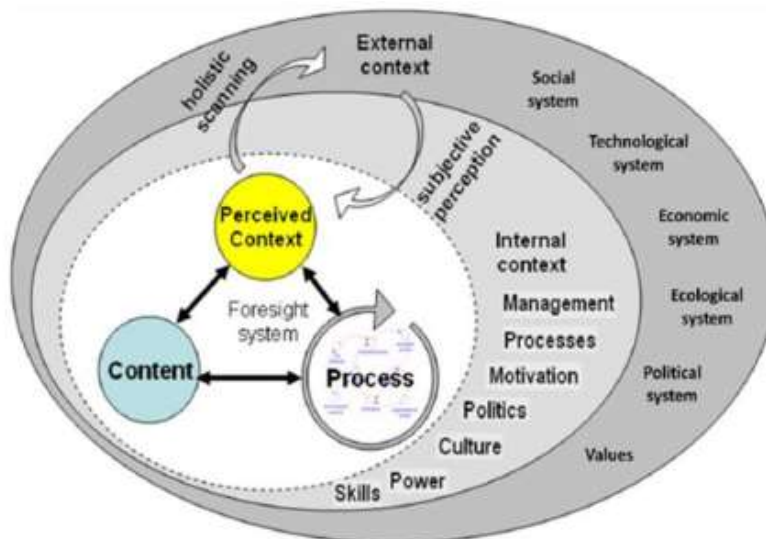 External
context
holistic
scanning
subjective
perception
Social
system
Technological
system
Economic
system
Ecological
system
Political
system
Values
Perceived
Context
Foresight
system
Content
Process
Internal
context
Management
Processes
Motivation
Politics
Culture
Power
Skills